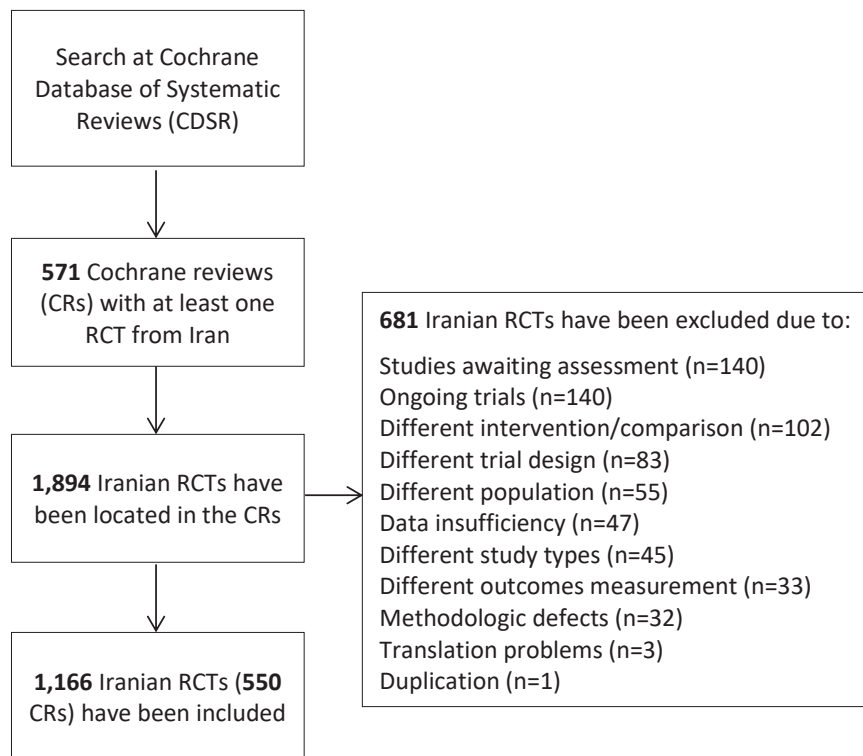 Search at Cochrane
Database of Systematic
Reviews (CDSR)
571 Cochrane reviews
(CRs) with at least one
RCT from Iran
1,894 Iranian RCTs have
been located in the CRs
681 Iranian RCTs have been excluded due to:
Studies awaiting assessment (n=140)
Ongoing trials (n=140)
Different intervention/comparison (n=102)
Different trial design (n=83)
Different population (n=55)
Data insufficiency (n=47)
Different study types (n=45)
Different outcomes measurement (n=33)
Methodologic defects (n=32)
Translation problems (n=3)
Duplication (n=1)
1,166 Iranian RCTs (550
CRs) have been included